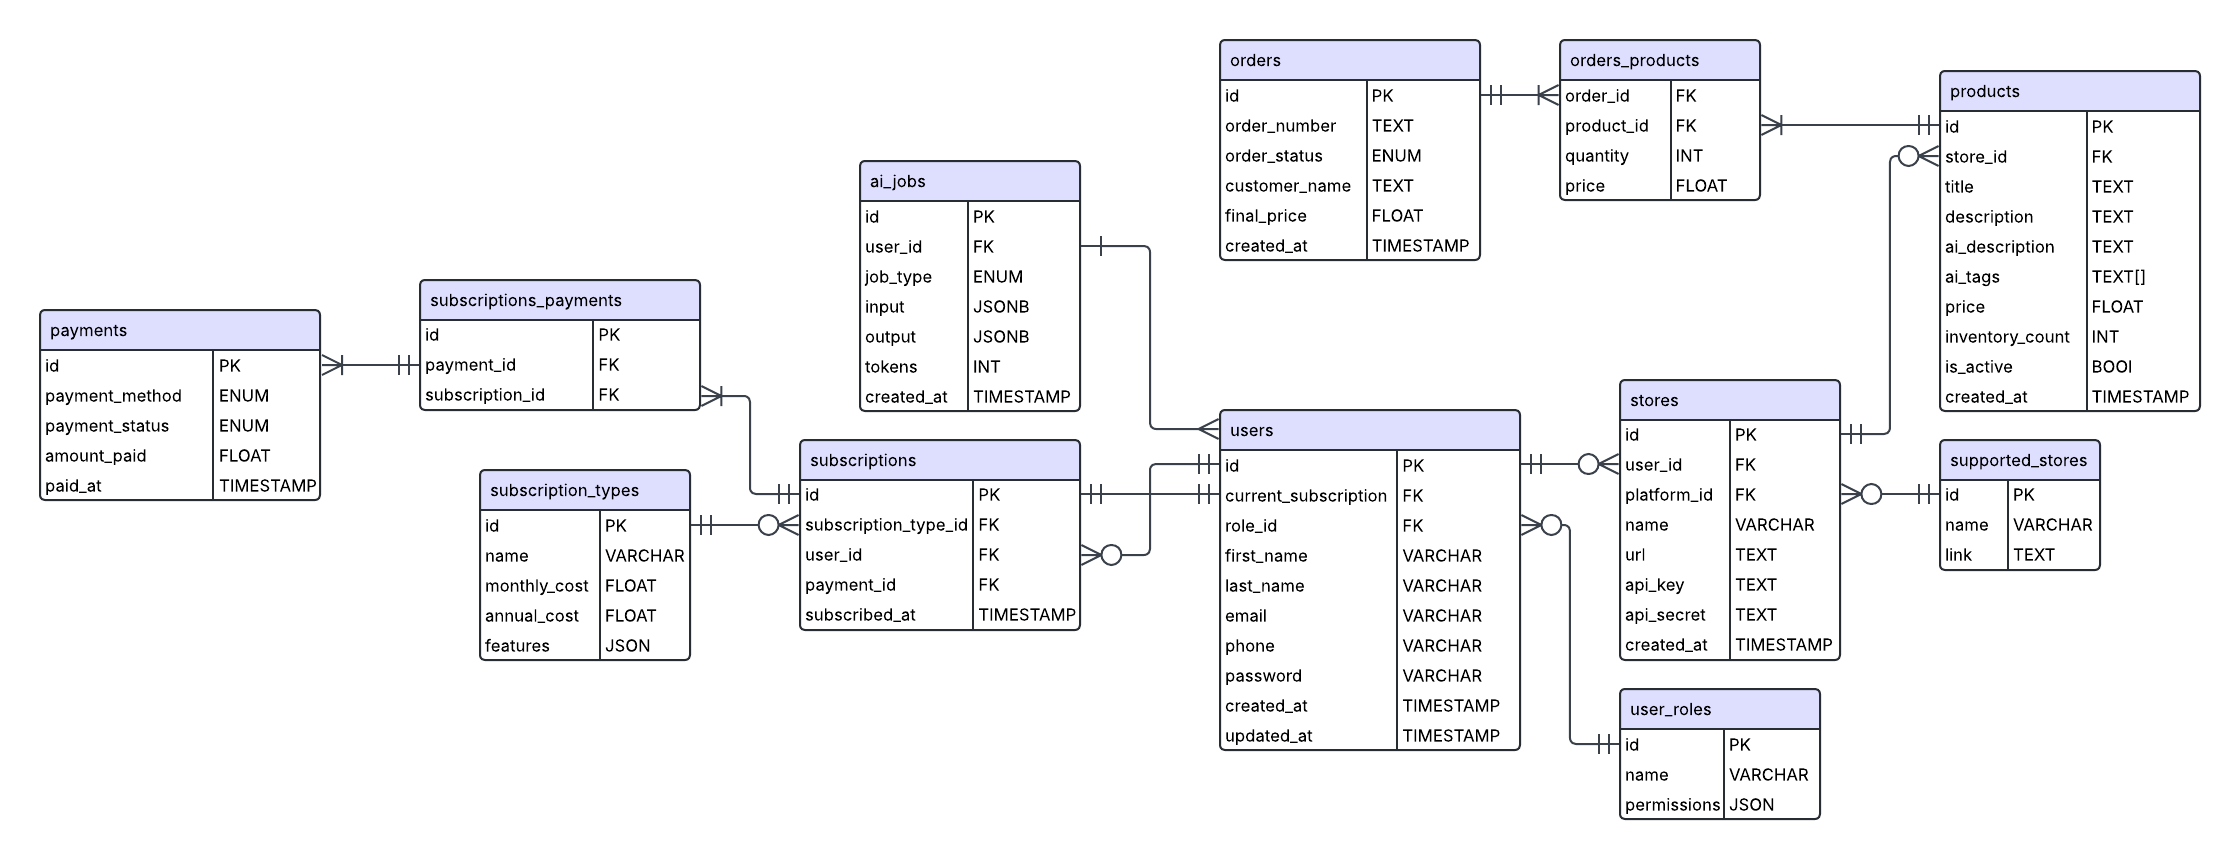 orders
id PK
order_number TEXT
order_status ENUM
customer_name TEXT
final_price FLOAT
created_at TIMESTAMP
orders_products
order_id FK
product_id FK
quantity INT
price FLOAT
products
id PK
store_id FK
title TEXT
description TEXT
ai_description TEXT
ai_tags TEXT[]
price FLOAT
inventory_count INT
is_active BOOl
created_at TIMESTAMP
ai_jobs
id PK
user_id FK
job_type ENUM
input JSONB
output JSONB
tokens INT
created_at TIMESTAMP
subscriptions_payments
id PK
payment_id FK
subscription_id FK
payments
id PK
payment_method ENUM
payment_status ENUM
amount_paid FLOAT
paid_at TIMESTAMP
subscription_types
id PK
name VARCHAR
monthly_cost FLOAT
annual_cost FLOAT
features JSON
subscriptions
id PK
subscription_type_id FK
user_id FK
payment_id FK
subscribed_at TIMESTAMP
users
id PK
current_subscription FK
role_id FK
first_name VARCHAR
last_name VARCHAR
email VARCHAR
phone VARCHAR
password VARCHAR
created_at TIMESTAMP
updated_at TIMESTAMP
stores
id PK
user_id FK
platform_id FK
name VARCHAR
url TEXT
api_key TEXT
api_secret TEXT
created_at TIMESTAMP
supported_stores
id PK
name VARCHAR
link TEXT
user_roles
id PK
name VARCHAR
permissions JSON